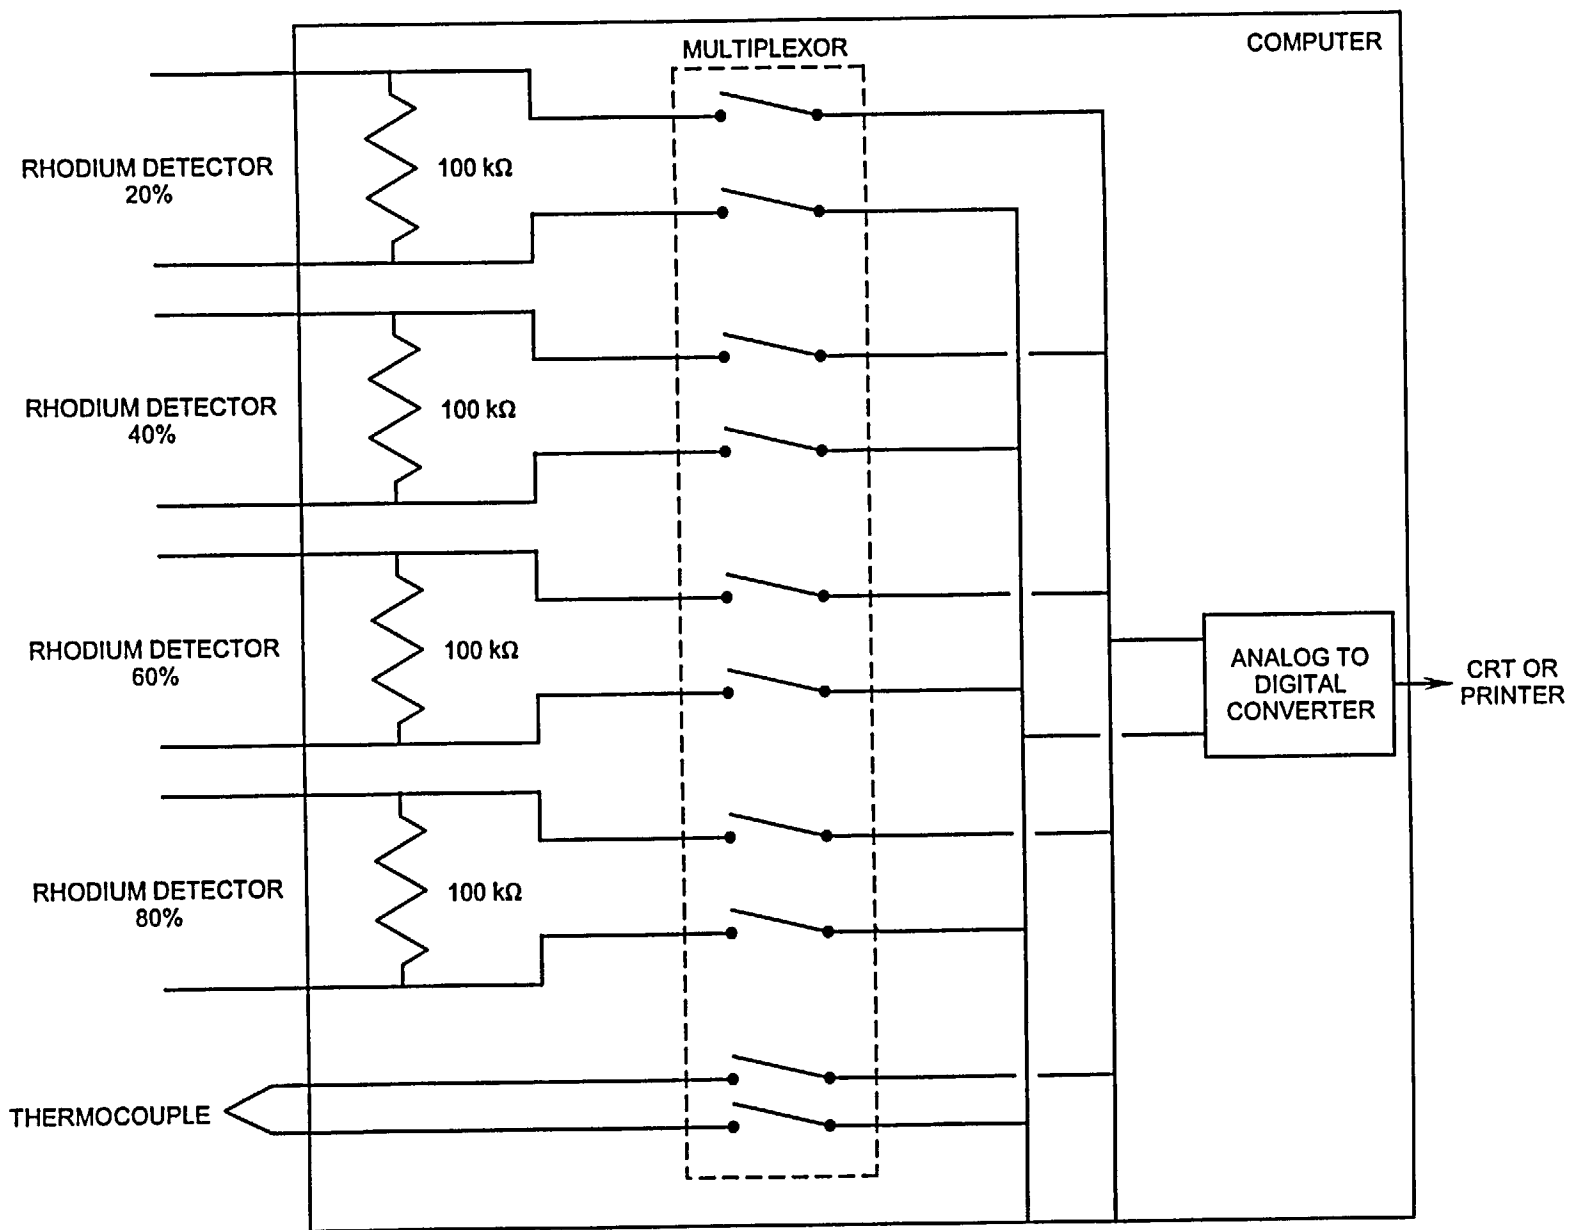 MULTIPLEXOR
COMPUTER
RHODIUM DETECTOR
20%
100 kΩ
RHODIUM DETECTOR
40%
100 kΩ
RHODIUM DETECTOR
60%
100 kΩ
ANALOG TO
DIGITAL
CONVERTER
CRT OR
PRINTER
RHODIUM DETECTOR
80%
100 kΩ
THERMOCOUPLE